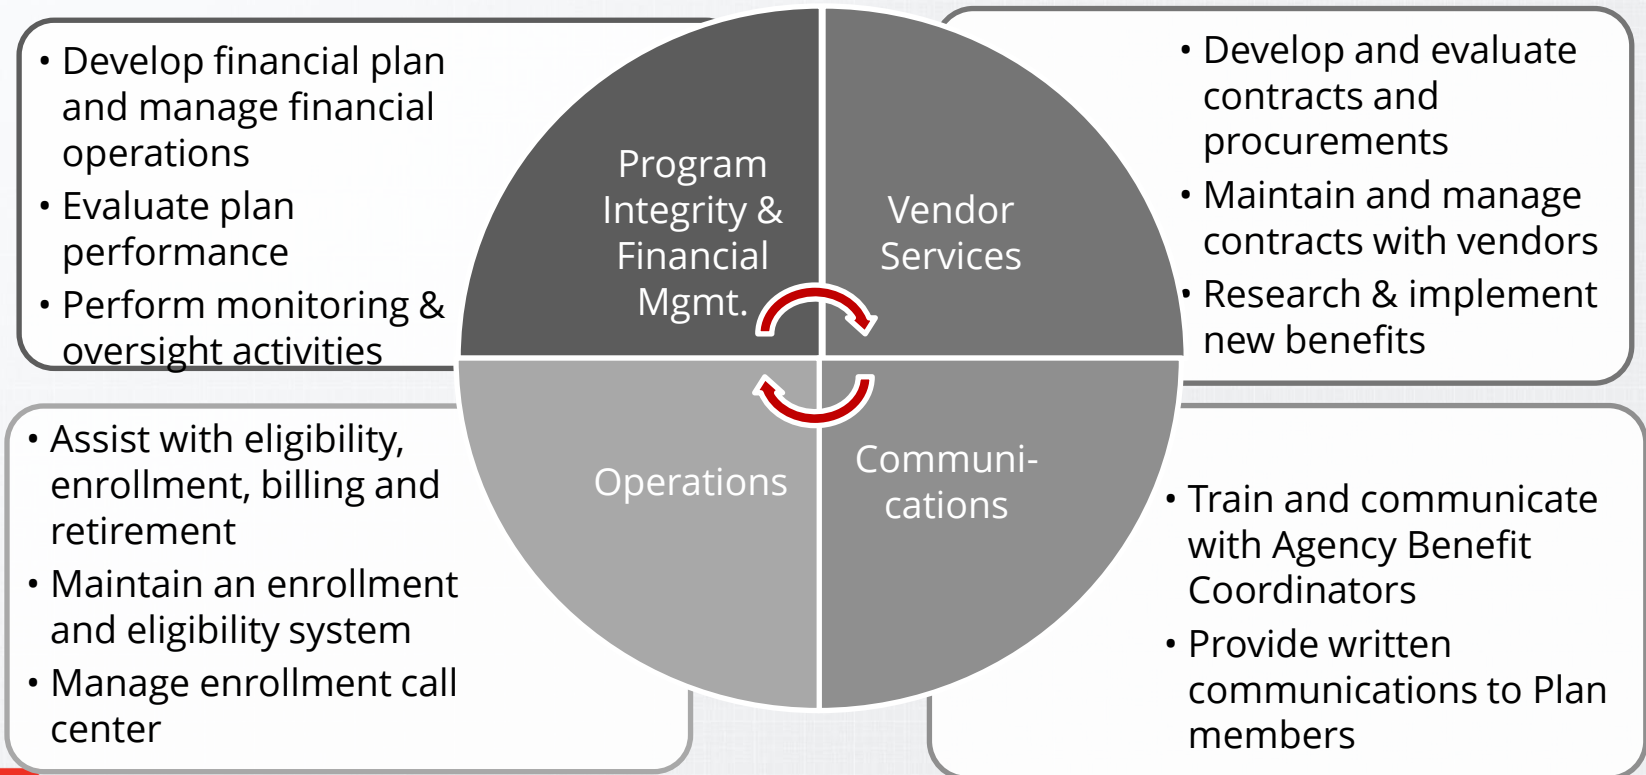 • Develop financial plan
and manage financial
operations
• Evaluate plan
performance
• Perform monitoring &
oversight activities
Program
Integrity &
Financial
Mgmt.
Vendor
Services
• Develop and evaluate
contracts and
procurements
• Maintain and manage
contracts with vendors
• Research & implement
new benefits
• Assist with eligibility,
enrollment, billing and
retirement
• Maintain an enrollment
and eligibility system
• Manage enrollment call
center
Operations
Communi-
cations
• Train and communicate
with Agency Benefit
Coordinators
• Provide written
communications to Plan
members